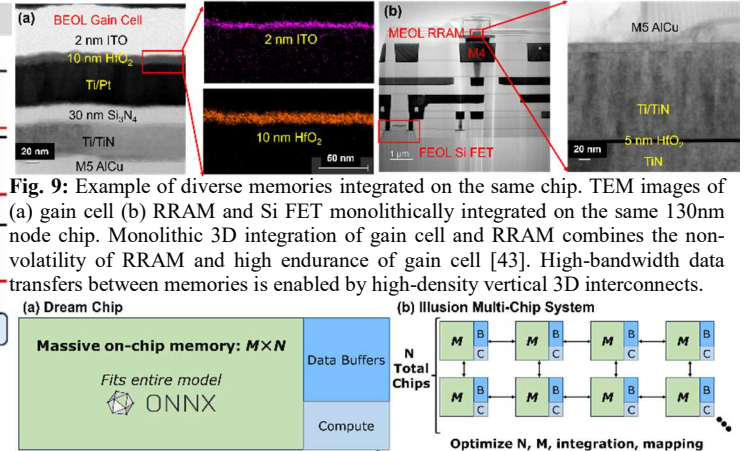 (a)
BEOL Gain Cell
2 nm ITO
10 nm HfO2
Ti/Pt
30 nm Si3N4
Ti/TiN
20 nm
M5 AlCu
2 nm ITO
10 nm HfO2
50 nm
(b)
MEOL RRAM
M4
FEOL Si FET
1 μm
M5 AlCu
Ti/TiN
5 nm HfO2
20 nm
TiN
Fig. 9: Example of diverse memories integrated on the same chip. TEM images of
(a) gain cell (b) RRAM and Si FET monolithically integrated on the same 130nm
node chip. Monolithic 3D integration of gain cell and RRAM combines the non-
volatility of RRAM and high endurance of gain cell [43]. High-bandwidth data
transfers between memories is enabled by high-density vertical 3D interconnects.
(a) Dream Chip
Massive on-chip memory: M×N
Fits entire model
ONNX
Data Buffers
Compute
(b) Illusion Multi-Chip System
N
Total
Chips
M B C M B C M B C M B C
M B C M B C M B C M B C
Optimize N, M, integration, mapping